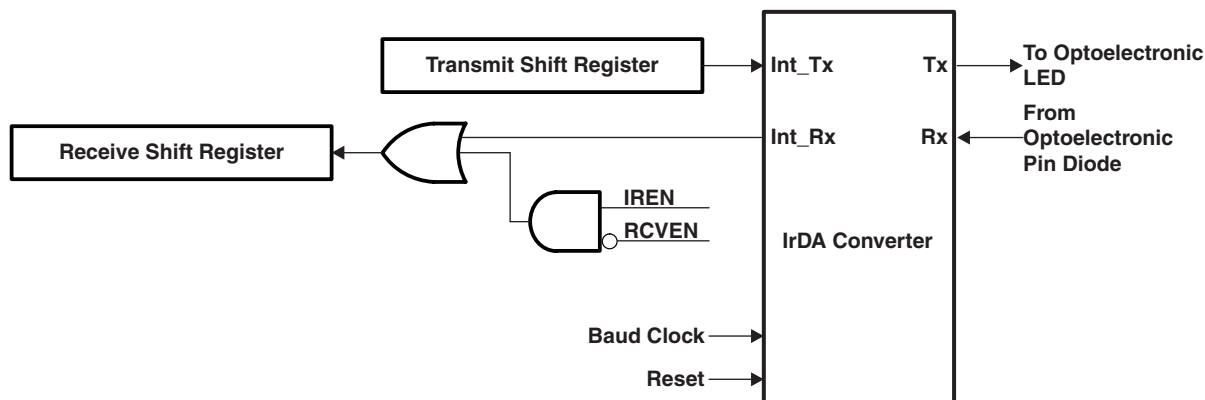 Transmit Shift Register
Int_Tx
Tx
To Optoelectronic
LED
Receive Shift Register
Int_Rx
Rx
From
Optoelectronic
Pin Diode
IREN
RCVEN
IrDA Converter
Baud Clock
Reset